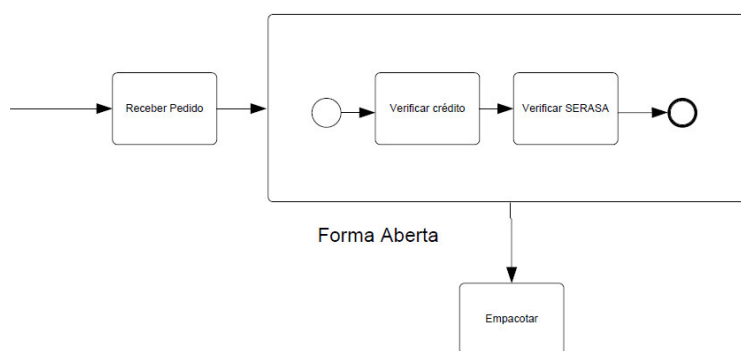 Receber Pedido
Verificar crédito
Verificar SERASA
Forma Aberta
Empacotar